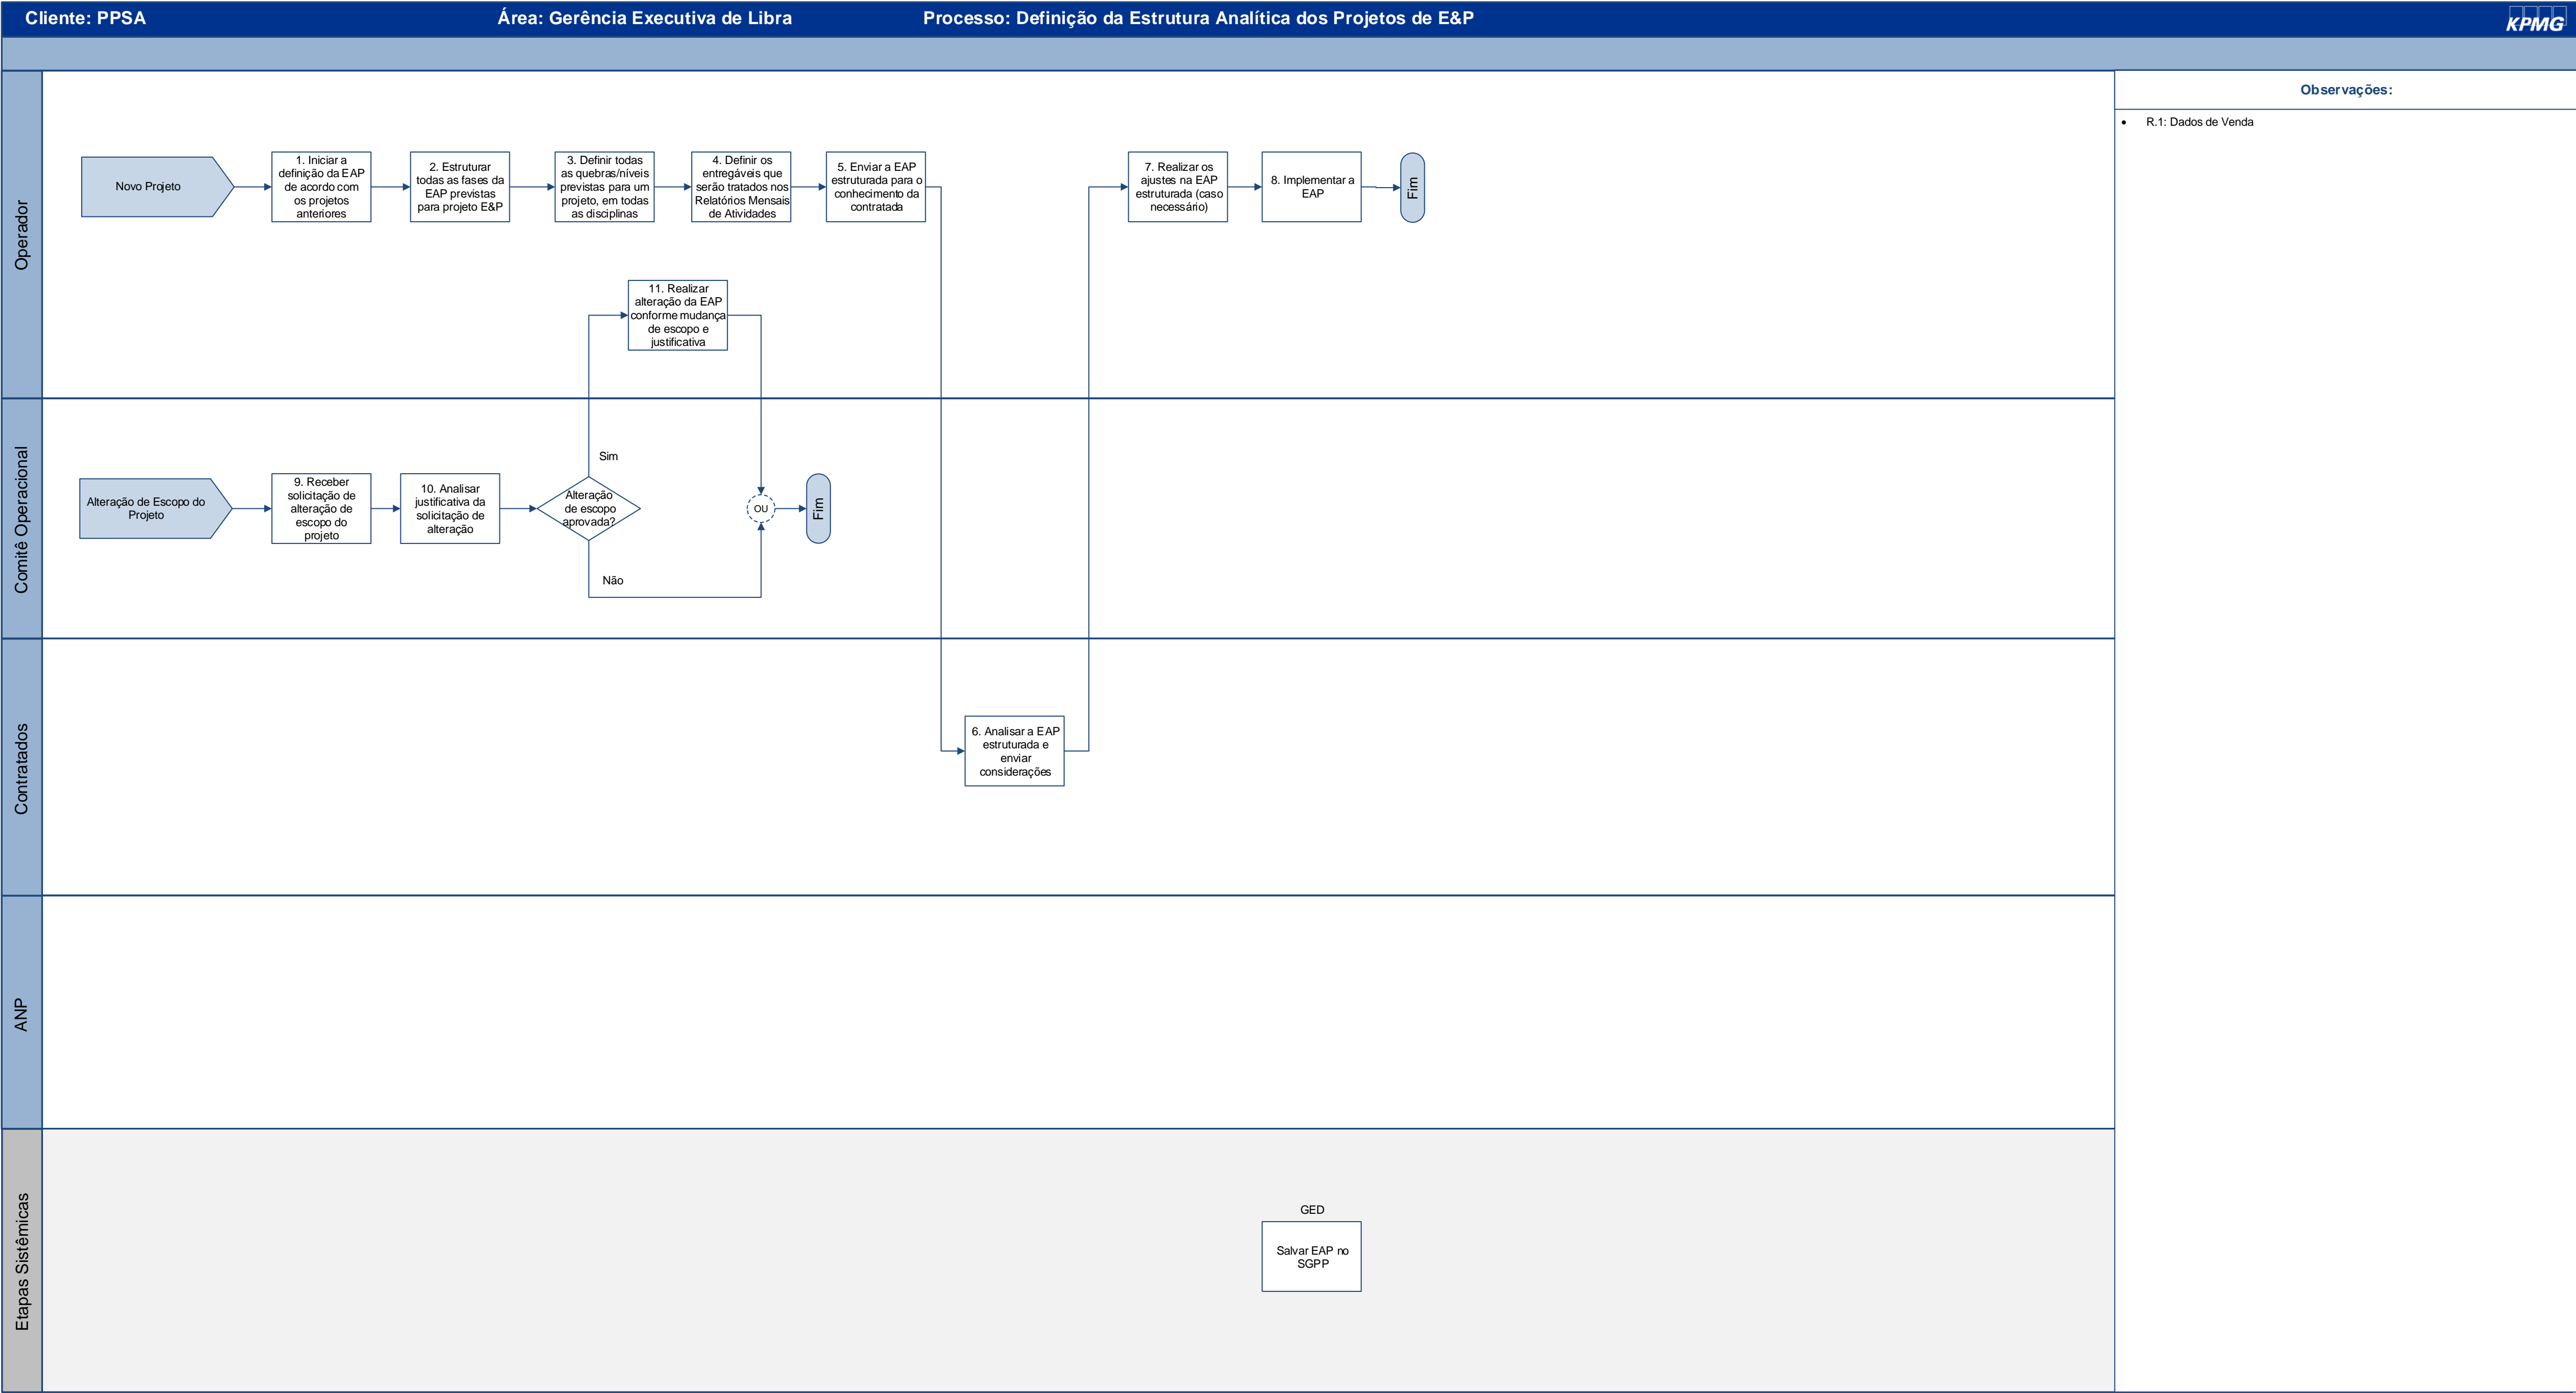 Cliente: PPSA
Área: Gerência Executiva de Libra
Processo: Definição da Estrutura Analítica dos Projetos de E&P
KPMG
Observações:
• R.1: Dados de Venda
Operador
Novo Projeto
1. Iniciar a
definição da EAP
de acordo com
os projetos
anteriores
2. Estruturar
todas as fases da
EAP previstas
para projeto E&P
3. Definir todas
as quebras/níveis
previstas para um
projeto, em todas
as disciplinas
4. Definir os
entregáveis que
serão tratados nos
Relatórios Mensais
de Atividades
5. Enviar a EAP
estruturada para o
conhecimento da
contratada
7. Realizar os
ajustes na EAP
estruturada (caso
necessário)
8. Implementar a
EAP
Fim
11. Realizar
alteração da EAP
conforme mudança
de escopo e
justificativa
Comitê Operacional
Alteração de Escopo do
Projeto
9. Receber
solicitação de
alteração de
escopo do
projeto
10. Analisar
justificativa da
solicitação de
alteração
Alteração
de escopo
aprovada?
Sim
Não
OU
Fim
Contratados
6. Analisar a EAP
estruturada e
enviar
considerações
ANP
Etapas Sistêmicas
GED
Salvar EAP no
SGPP